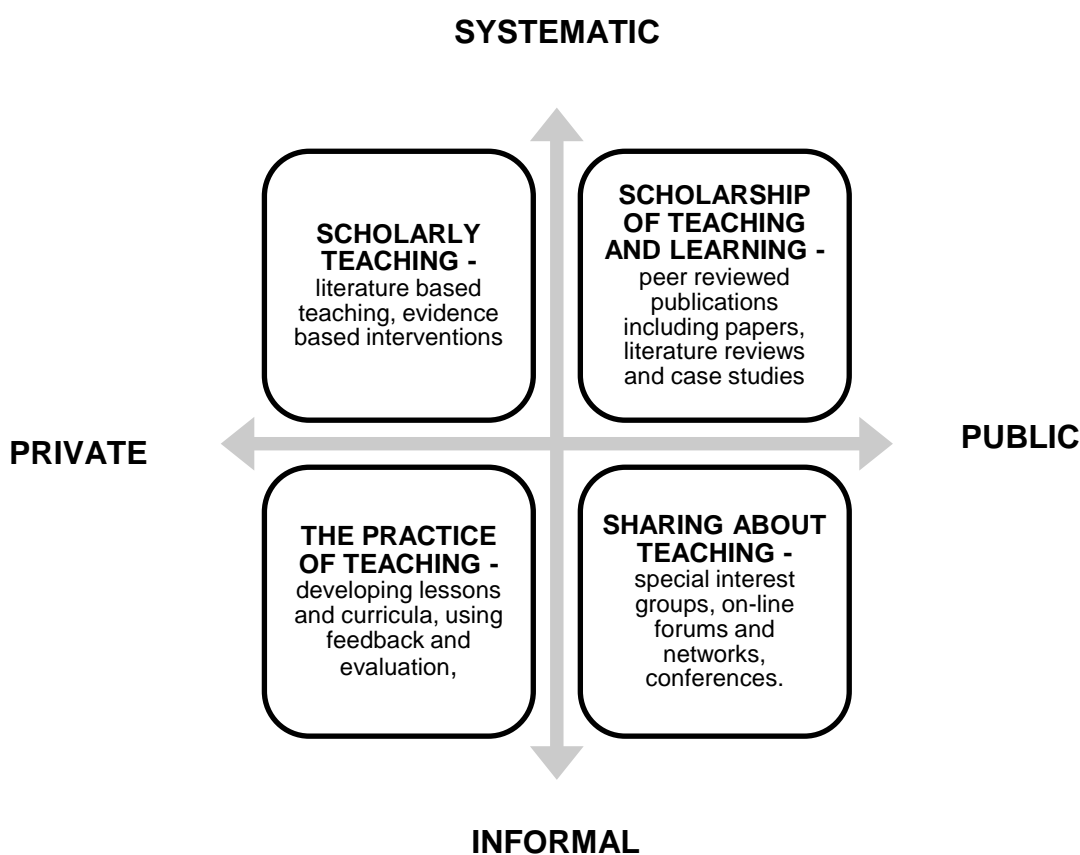 SYSTEMATIC
SCHOLARLY
TEACHING -
literature based
teaching, evidence
based interventions
SCHOLARSHIP
OF TEACHING
AND LEARNING -
peer reviewed
publications
including papers,
literature reviews
and case studies
PRIVATE
PUBLIC
THE PRACTICE
OF TEACHING -
developing lessons
and curricula, using
feedback and
evaluation,
SHARING ABOUT
TEACHING -
special interest
groups, on-line
forums and
networks,
conferences.
INFORMAL